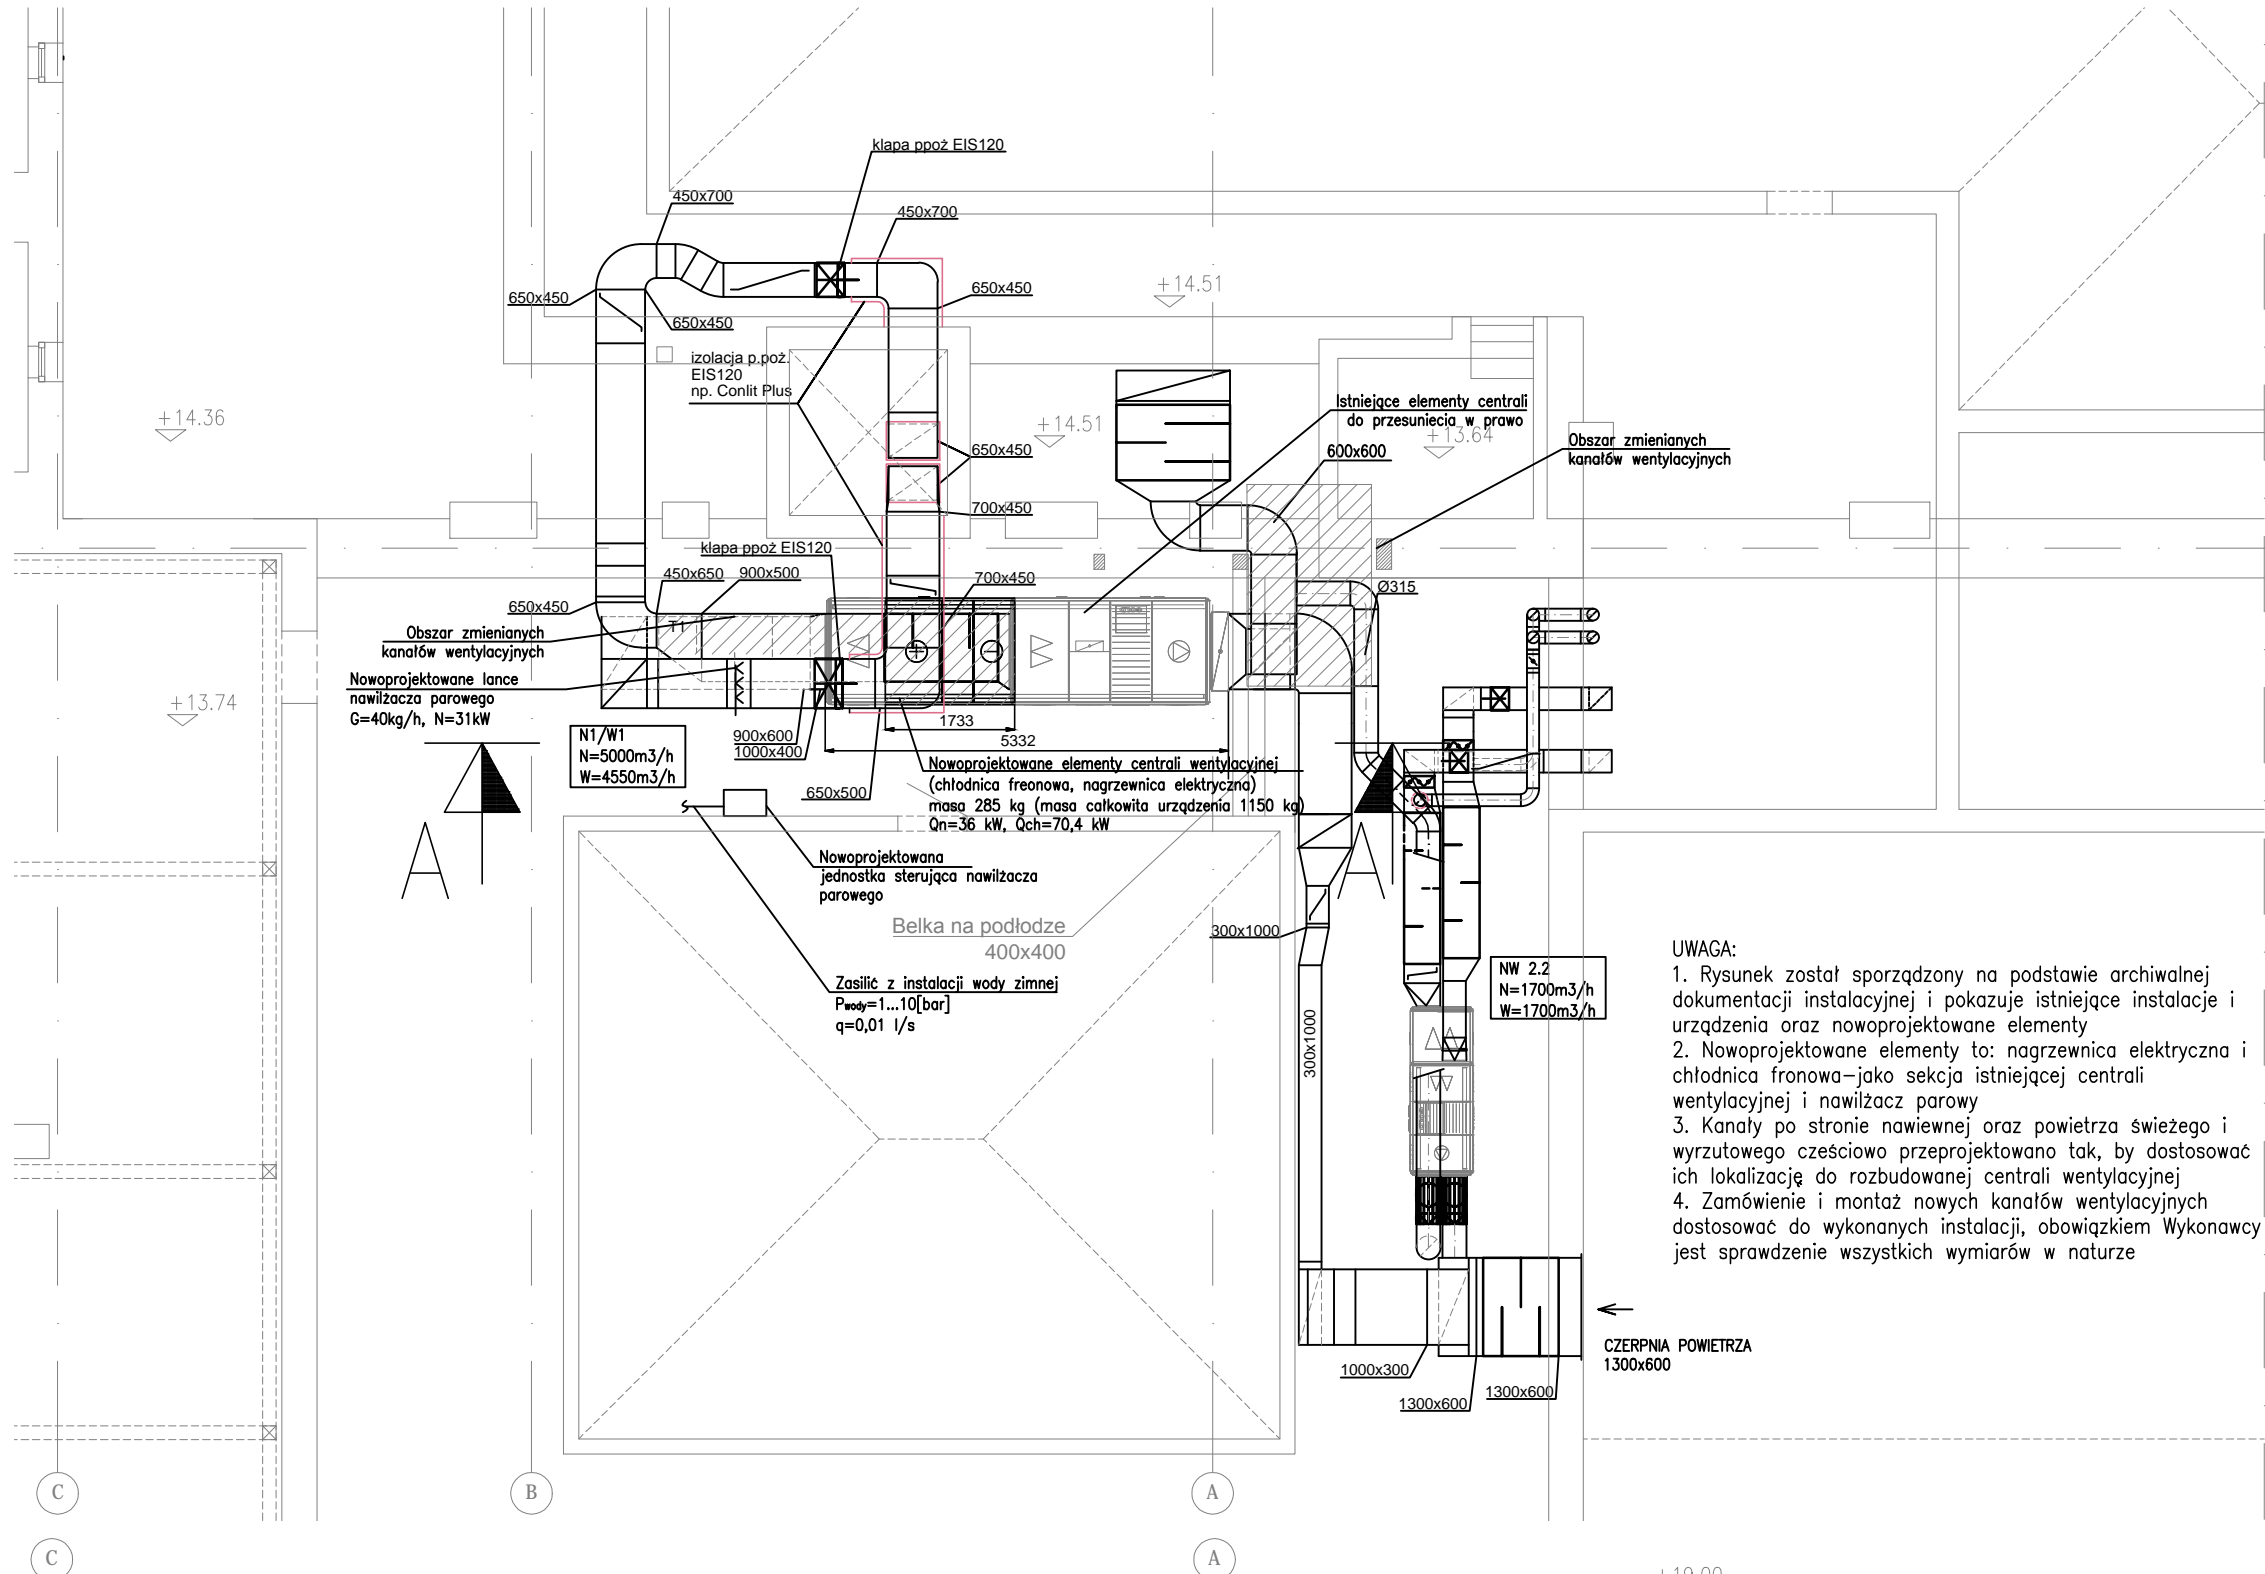 klapa ppoż EIS120
450x700
450x700
+14.51
650x450
650x450
650x450
izolacja p.poż.
EIS120
np. Conlit Plus
+14.36
+14.51
Istniejące elementy centrali
do przesuniecia w prawo
+13.64
Obszar zmienianych
kanałów wentylacyjnych
650x450
600x600
700x450
klapa ppoż EIS120
450x650
900x500
700x450
Ø315
650x450
T1
Obszar zmienianych
kanałów wentylacyjnych
Nowoprojektowane lance
nawilżacza parowego
G=40kg/h, N=31kW
+13.74
N1/W1
N=5000m3/h
W=4550m3/h
900x600
1000x400
1733
5332
650x500
Nowoprojektowane elementy centrali wentylacyjnej
(chłodnica freonowa, nagrzewnica elektryczna)
masa 285 kg (masa całkowita urządzenia 1150 kg)
Qn=36 kW, Qch=70,4 kW
A
A
Nowoprojektowana
jednostka sterująca nawilżacza
parowego
Belka na podłodze
400x400
300x1000
Zasilić z instalacji wody zimnej
Pwody=1...10[bar]
q=0,01 l/s
300x1000
NW 2.2
N=1700m3/h
W=1700m3/h
UWAGA:
1. Rysunek został sporządzony na podstawie archiwalnej
dokumentacji instalacyjnej i pokazuje istniejące instalacje i
urządzenia oraz nowoprojektowane elementy
2. Nowoprojektowane elementy to: nagrzewnica elektryczna i
chłodnica fronowa-jako sekcja istniejącej centrali
wentylacyjnej i nawilżacz parowy
3. Kanały po stronie nawiewnej oraz powietrza świeżego i
wyrzutowego cześciowo przeprojektowano tak, by dostosować
ich lokalizację do rozbudowanej centrali wentylacyjnej
4. Zamówienie i montaż nowych kanałów wentylacyjnych
dostosować do wykonanych instalacji, obowiązkiem Wykonawcy
jest sprawdzenie wszystkich wymiarów w naturze
CZERPNIA POWIETRZA
1300x600
1000x300
1300x600
1300x600
C
B
A
C
A